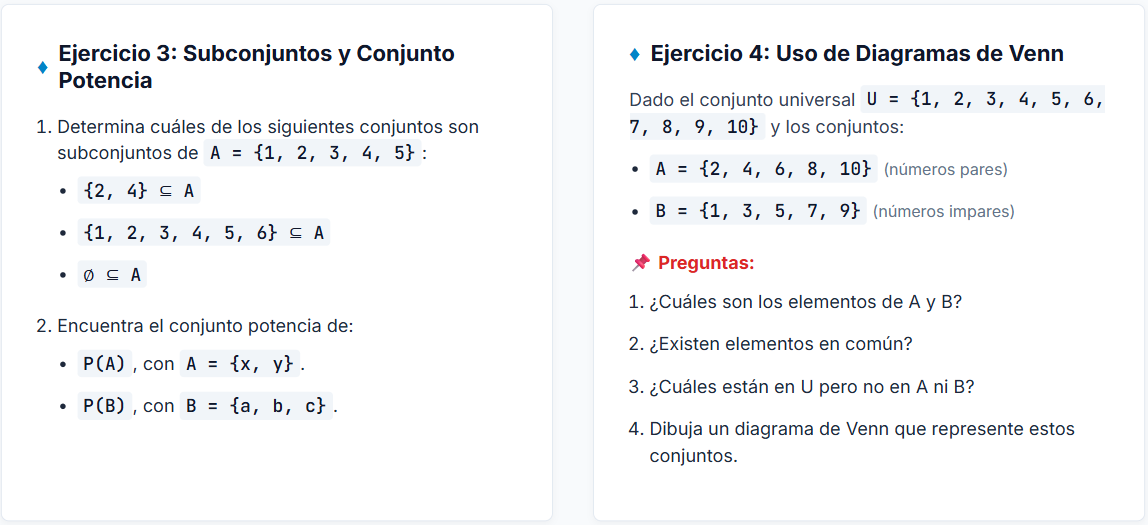 ♦ Ejercicio 3: Subconjuntos y Conjunto
Potencia
1. Determina cuáles de los siguientes conjuntos son
subconjuntos de A = {1, 2, 3, 4, 5} :
• {2, 4} ⊆ A
• {1, 2, 3, 4, 5, 6} ⊆ A
• ∅ ⊆ A
2. Encuentra el conjunto potencia de:
• P(A) , con A = {x, y} .
• P(B) , con B = {a, b, c} .
♦ Ejercicio 4: Uso de Diagramas de Venn
Dado el conjunto universal U = {1, 2, 3, 4, 5, 6,
7, 8, 9, 10} y los conjuntos:
• A = {2, 4, 6, 8, 10} (números pares)
• B = {1, 3, 5, 7, 9} (números impares)
📌 Preguntas:
1. ¿Cuáles son los elementos de A y B?
2. ¿Existen elementos en común?
3. ¿Cuáles están en U pero no en A ni B?
4. Dibuja un diagrama de Venn que represente estos
conjuntos.